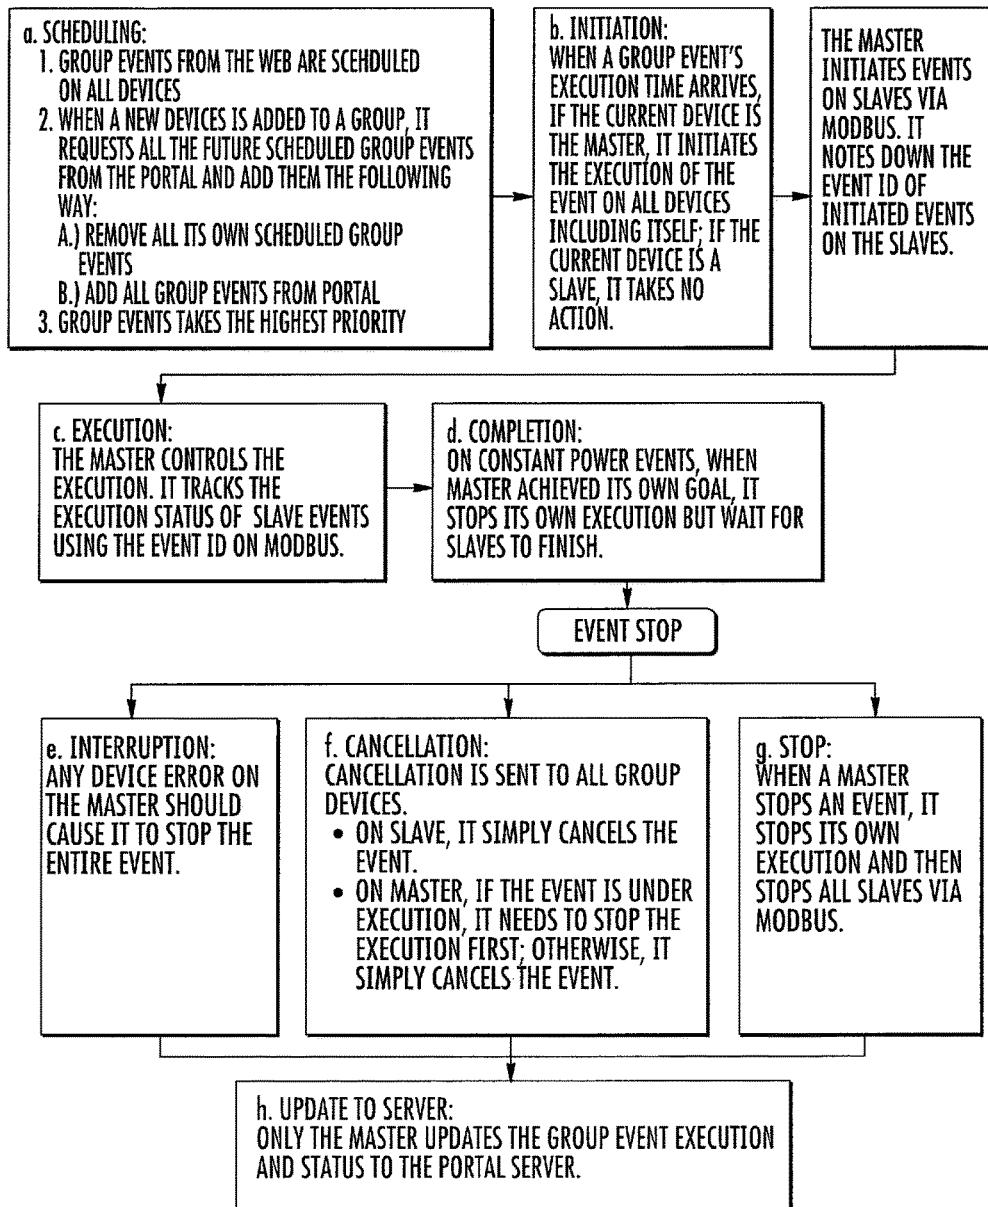 a. SCHEDULING:
1. GROUP EVENTS FROM THE WEB ARE SCEHDULED
ON ALL DEVICES
2. WHEN A NEW DEVICES IS ADDED TO A GROUP, IT
REQUESTS ALL THE FUTURE SCHEDULED GROUP EVENTS
FROM THE PORTAL AND ADD THEM THE FOLLOWING
WAY:
A.) REMOVE ALL ITS OWN SCHEDULED GROUP
EVENTS
B.) ADD ALL GROUP EVENTS FROM PORTAL
3. GROUP EVENTS TAKES THE HIGHEST PRIORITY
b. INITIATION:
WHEN A GROUP EVENT'S
EXECUTION TIME ARRIVES,
IF THE CURRENT DEVICE IS
THE MASTER, IT INITIATES
THE EXECUTION OF THE
EVENT ON ALL DEVICES
INCLUDING ITSELF; IF THE
CURRENT DEVICE IS A
SLAVE, IT TAKES NO
ACTION.
THE MASTER
INITIATES EVENTS
ON SLAVES VIA
MODBUS. IT
NOTES DOWN THE
EVENT ID OF
INITIATED EVENTS
ON THE SLAVES.
c. EXECUTION:
THE MASTER CONTROLS THE
EXECUTION. IT TRACKS THE
EXECUTION STATUS OF SLAVE EVENTS
USING THE EVENT ID ON MODBUS.
d. COMPLETION:
ON CONSTANT POWER EVENTS, WHEN
MASTER ACHIEVED ITS OWN GOAL, IT
STOPS ITS OWN EXECUTION BUT WAIT FOR
SLAVES TO FINISH.
EVENT STOP
e. INTERRUPTION:
ANY DEVICE ERROR ON
THE MASTER SHOULD
CAUSE IT TO STOP THE
ENTIRE EVENT.
f. CANCELLATION:
CANCELLATION IS SENT TO ALL GROUP
DEVICES.
• ON SLAVE, IT SIMPLY CANCELS THE
EVENT.
• ON MASTER, IF THE EVENT IS UNDER
EXECUTION, IT NEEDS TO STOP THE
EXECUTION FIRST; OTHERWISE, IT
SIMPLY CANCELS THE EVENT.
g. STOP:
WHEN A MASTER
STOPS AN EVENT, IT
STOPS ITS OWN
EXECUTION AND THEN
STOPS ALL SLAVES VIA
MODBUS.
h. UPDATE TO SERVER:
ONLY THE MASTER UPDATES THE GROUP EVENT EXECUTION
AND STATUS TO THE PORTAL SERVER.